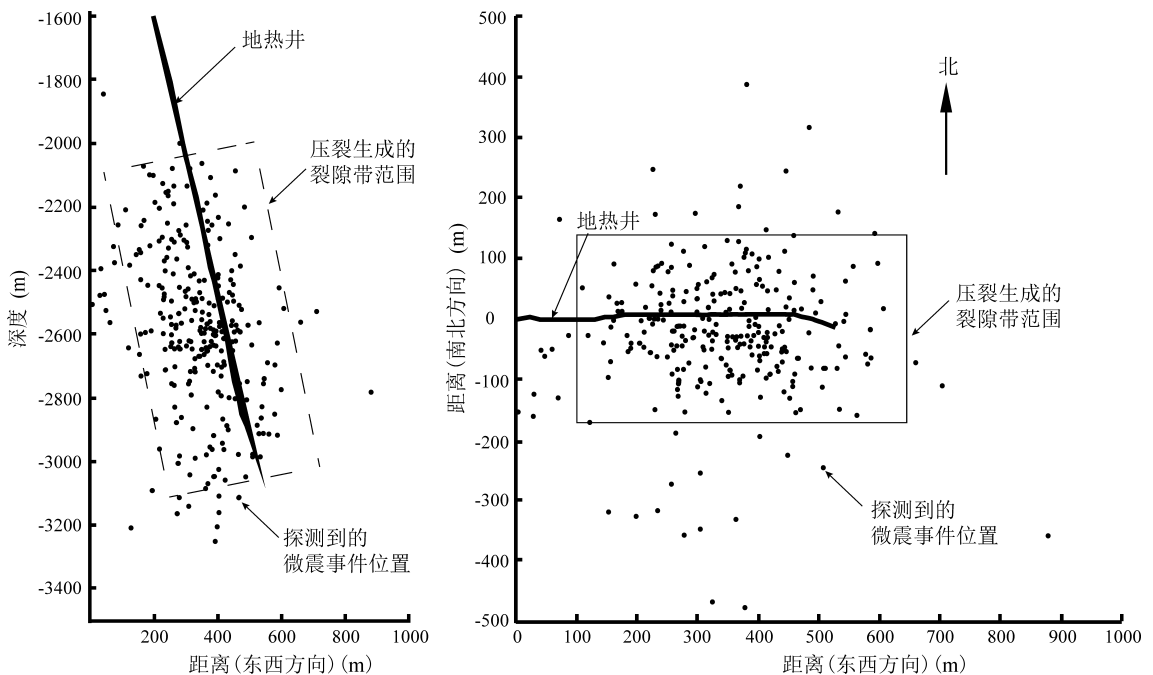 -1600
-1800
-2000
-2200
-2400
-2600
-2800
-3000
-3200
-3400
深度 (m)
200
400
600
800
1000
距离(东西方向)(m)
地热井
压裂生成的
裂隙带范围
探测到的
微震事件位置
500
400
300
200
100
0
-100
-200
-300
-400
-500
距离(南北方向) (m)
0
100
200
300
400
500
600
700
800
900
1000
距离(东西方向)(m)
北
地热井
压裂生成的
裂隙带范围
探测到的
微震事件位置